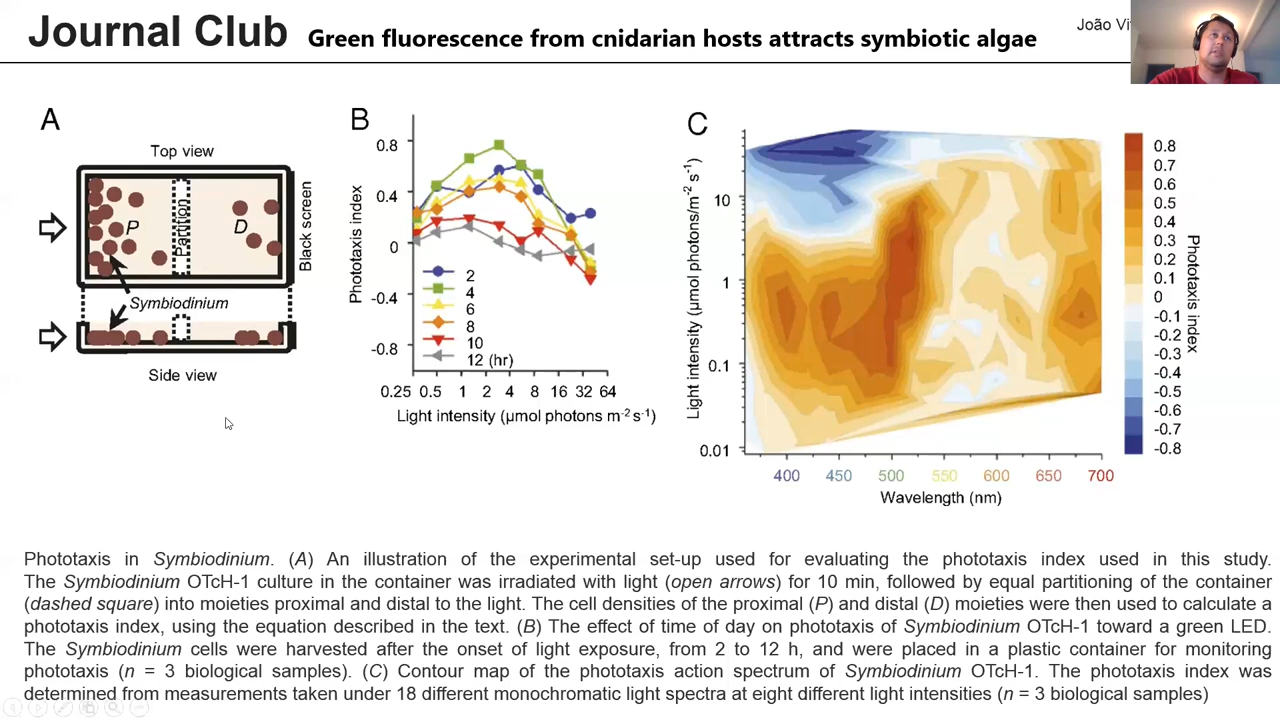 Journal Club Green fluorescence from cnidarian hosts attracts symbiotic algae
João
A
Top view
P
Partition
D
Black screen
Symbiodinium
Side view
B
Phototaxis index
0.8
0.4
0
-0.4
-0.8
2
4
6
8
10
12 (hr)
0.25 0.5 1 2 4 8 16 32 64
Light intensity (μmol photons m-2 s-1)
C
Light intensity (μmol photons/m-2 s-1)
10
1
0.1
0.01
400 450 500 550 600 650 700
Wavelength (nm)
0.8
0.7
0.6
0.5
0.4
0.3
0.2
0.1
0
-0.1
-0.2
-0.3
-0.4
-0.5
-0.6
-0.7
-0.8
Phototaxis index
Phototaxis in Symbiodinium. (A) An illustration of the experimental set-up used for evaluating the phototaxis index used in this study.
The Symbiodinium OTcH-1 culture in the container was irradiated with light (open arrows) for 10 min, followed by equal partitioning of the container
(dashed square) into moieties proximal and distal to the light. The cell densities of the proximal (P) and distal (D) moieties were then used to calculate a
phototaxis index, using the equation described in the text. (B) The effect of time of day on phototaxis of Symbiodinium OTcH-1 toward a green LED.
The Symbiodinium cells were harvested after the onset of light exposure, from 2 to 12 h, and were placed in a plastic container for monitoring
phototaxis (n = 3 biological samples). (C) Contour map of the phototaxis action spectrum of Symbiodinium OTcH-1. The phototaxis index was
determined from measurements taken under 18 different monochromatic light spectra at eight different light intensities (n = 3 biological samples)